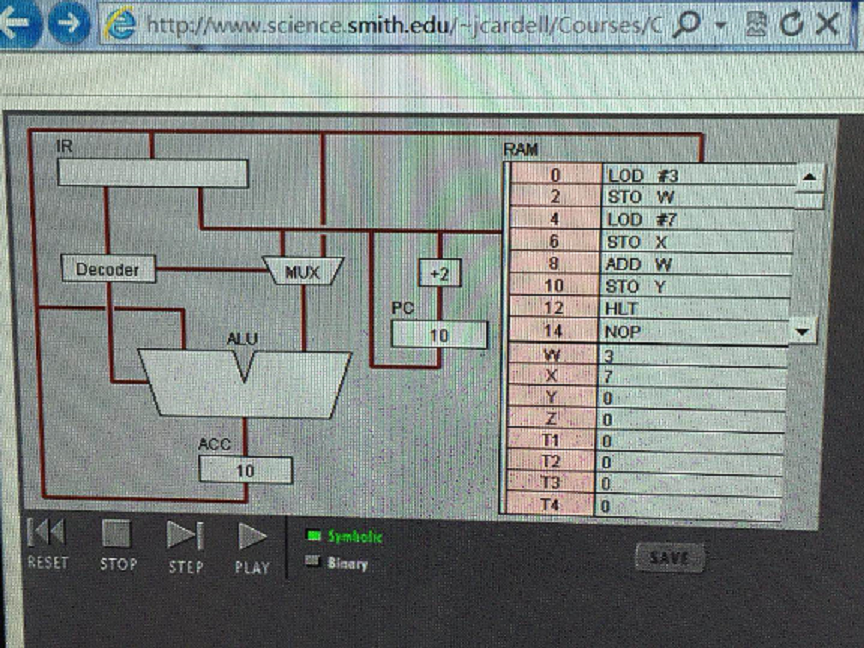 http://www.science.smith.edu/~jcardell/Courses/C
IR
RAM
0 LOD #3
2 STO W
4 LOD #7
6 STO X
8 ADD W
10 STO Y
12 HLT
14 NOP
W 3
X 7
Y 0
Z 0
T1 0
T2 0
T3 0
T4 0
Decoder
MUX
+2
PC
10
ALU
ACC
10
RESET
STOP
STEP
PLAY
Symbolic
Binary
SAVE